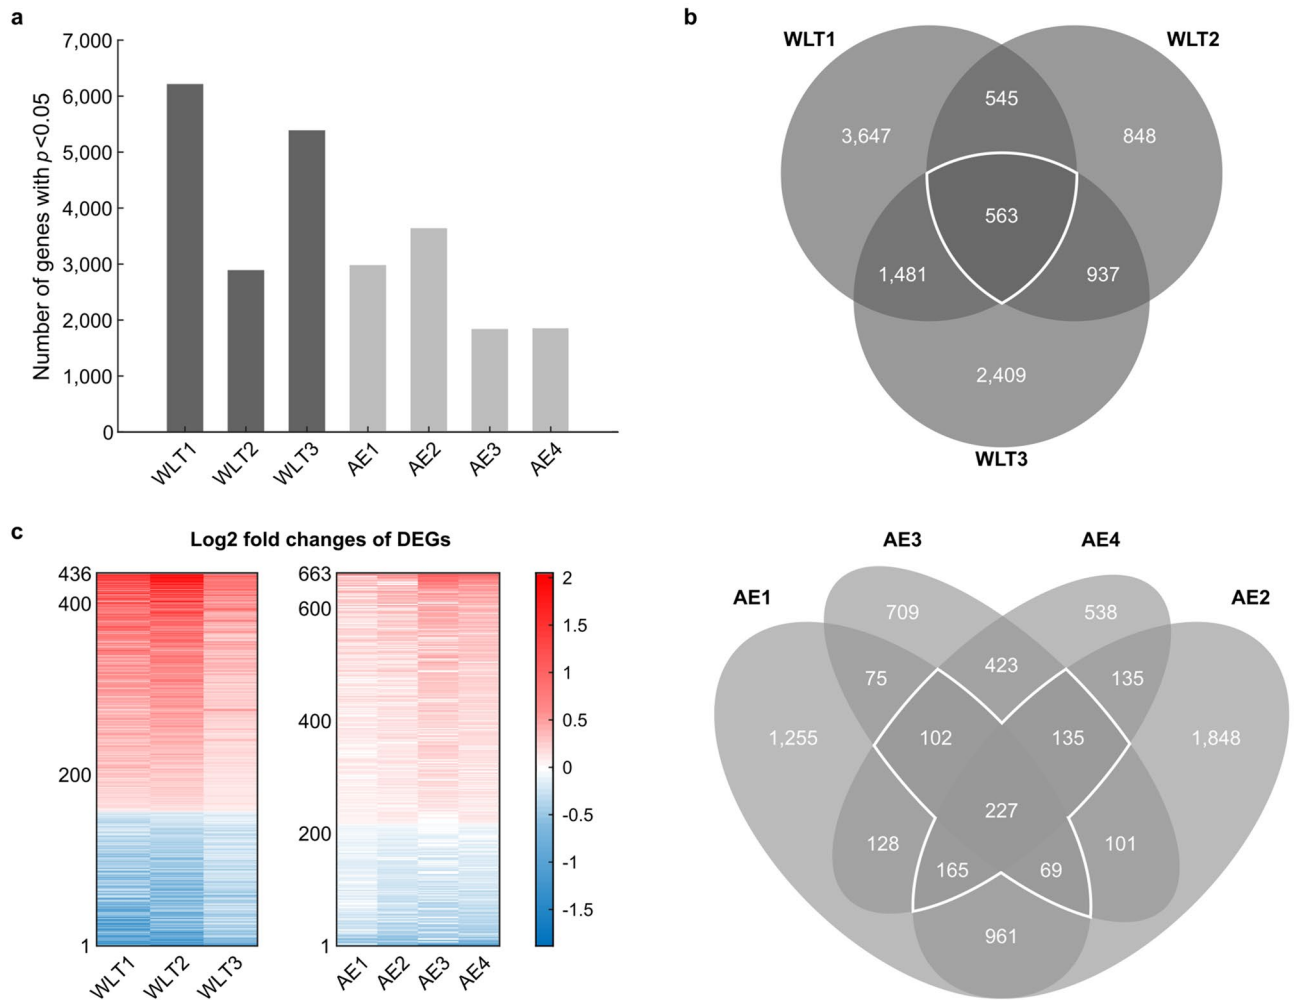 a
Number of genes with p<0.05
7,000
6,000
5,000
4,000
3,000
2,000
1,000
0
WLT1 WLT2 WLT3 AE1 AE2 AE3 AE4
b
WLT1 WLT2
545
3,647 848
563
1,481 937
2,409
WLT3
AE3 AE4
AE1 AE2
709 538
75 423 135
1,255 102 135 1,848
227
128 101
165 69
961
c
Log2 fold changes of DEGs
436
400
200
1
WLT1 WLT2 WLT3
663
600
400
200
1
AE1 AE2 AE3 AE4
2
1.5
1
0.5
0
-0.5
-1
-1.5